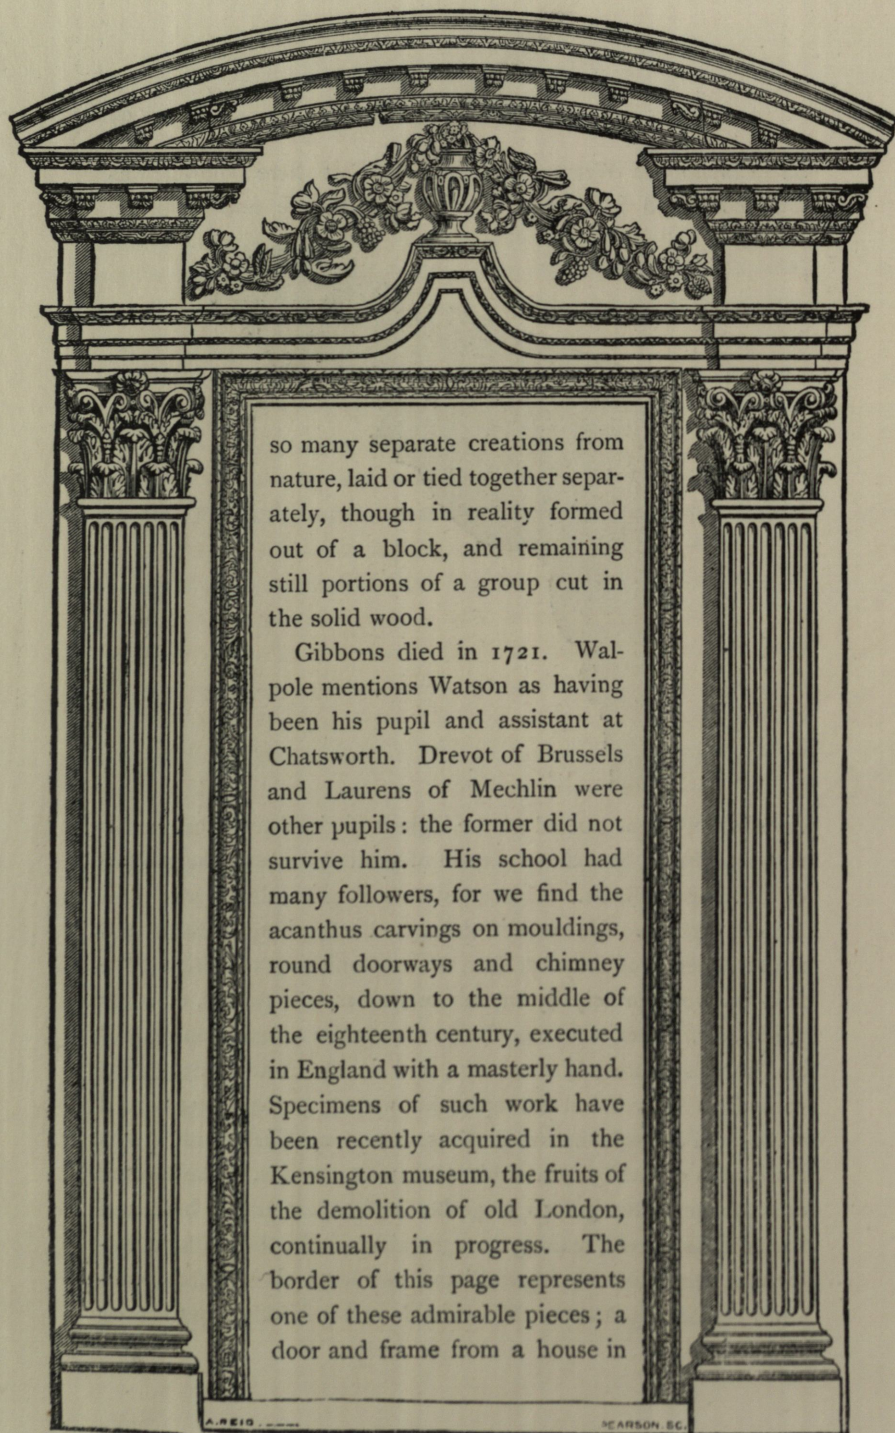 so many separate creations from
nature, laid or tied together separ-
ately, though in reality formed
out of a block, and remaining
still portions of a group cut in
the solid wood.
Gibbons died in 1721. Wal-
pole mentions Watson as having
been his pupil and assistant at
Chatsworth. Drevot of Brussels
and Laurens of Mechlin were
other pupils: the former did not
survive him. His school had
many followers, for we find the
acanthus carvings on mouldings,
round doorways and chimney
pieces, down to the middle of
the eighteenth century, executed
in England with a masterly hand.
Specimens of such work have
been recently acquired in the
Kensington museum, the fruits of
the demolition of old London,
continually in progress. The
border of this page represents
one of these admirable pieces; a
door and frame from a house in
A. REID
PEARSON. SC.